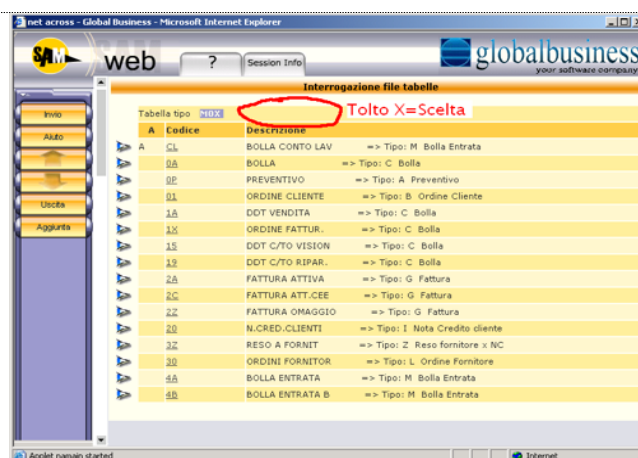 net across - Global Business - Microsoft Internet Explorer
SAM web ? Session Info globalbusiness
your software company
Interrogazione file tabelle
Invio
Aiuto
Uscita
Aggiunta
Tabella tipo MOX Tolto X=Scelta
A Codice Descrizione
A CL BOLLA CONTO LAV => Tipo: M Bolla Entrata
0A BOLLA => Tipo: C Bolla
0P PREVENTIVO => Tipo: A Preventivo
01 ORDINE CLIENTE => Tipo: B Ordine Cliente
1A DDT VENDITA => Tipo: C Bolla
1X ORDINE FATTUR. => Tipo: C Bolla
15 DDT C/TO VISION => Tipo: C Bolla
19 DDT C/TO RIPAR. => Tipo: C Bolla
2A FATTURA ATTIVA => Tipo: G Fattura
2C FATTURA ATT.CEE => Tipo: G Fattura
2Z FATTURA OMAGGIO => Tipo: G Fattura
20 N.CRED.CLIENTI => Tipo: I Nota Credito cliente
3Z RESO A FORNIT => Tipo: Z Reso fornitore x NC
30 ORDINI FORNITOR => Tipo: L Ordine Fornitore
4A BOLLA ENTRATA => Tipo: M Bolla Entrata
4B BOLLA ENTRATA B => Tipo: M Bolla Entrata
Applet pamain started Internet